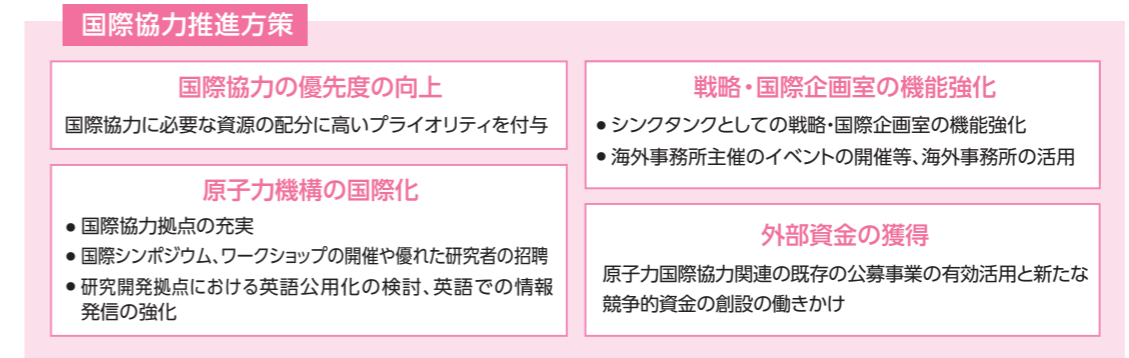 国際協力推進方策
国際協力の優先度の向上
国際協力に必要な資源の配分に高いプライオリティを付与
原子力機構の国際化
● 国際協力拠点の充実
● 国際シンポジウム、ワークショップの開催や優れた研究者の招聘
● 研究開発拠点における英語公用化の検討、英語での情報
発信の強化
戦略・国際企画室の機能強化
● シンクタンクとしての戦略・国際企画室の機能強化
● 海外事務所主催のイベントの開催等、海外事務所の活用
外部資金の獲得
原子力国際協力関連の既存の公募事業の有効活用と新たな
競争的資金の創設の働きかけ